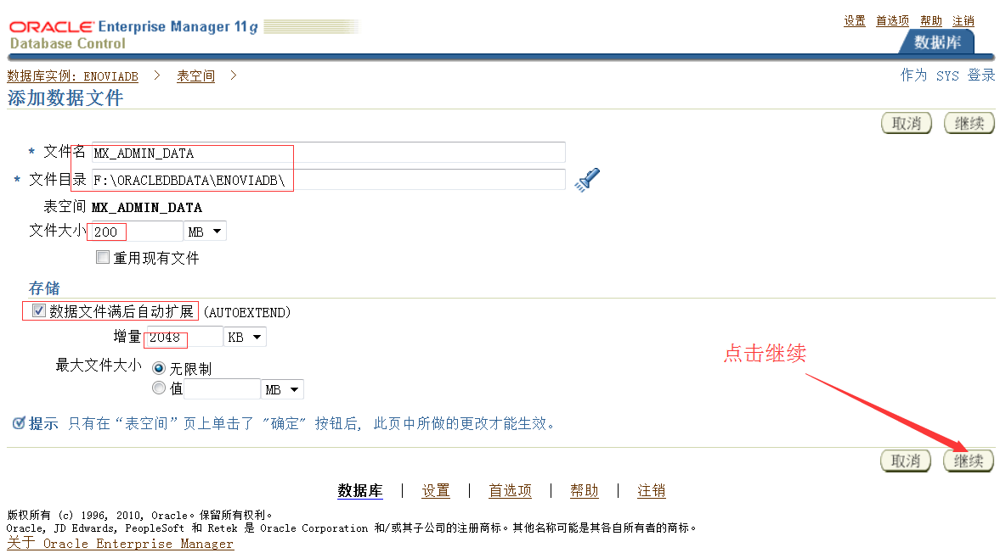 ORACLE Enterprise Manager 11g
Database Control
设置 首选项 帮助 注销
数据库
数据库实例: ENOVIADB > 表空间 >
作为 SYS 登录
添加数据文件
取消 继续
* 文件名 MX_ADMIN_DATA
* 文件目录 F:\ORACLEDBDATA\ENOVIADB\
表空间 MX_ADMIN_DATA
文件大小 200 MB
重用现有文件
存储
数据文件满后自动扩展 (AUTOEXTEND)
增量 2048 KB
最大文件大小 无限制
值 MB
点击继续
提示 只有在“表空间”页上单击了 "确定" 按钮后, 此页中所做的更改才能生效。
取消 继续
数据库 | 设置 | 首选项 | 帮助 | 注销
版权所有 (c) 1996, 2010, Oracle。保留所有权利。
Oracle, JD Edwards, PeopleSoft 和 Retek 是 Oracle Corporation 和/或其子公司的注册商标。其他名称可能是其各自所有者的商标。
关于 Oracle Enterprise Manager